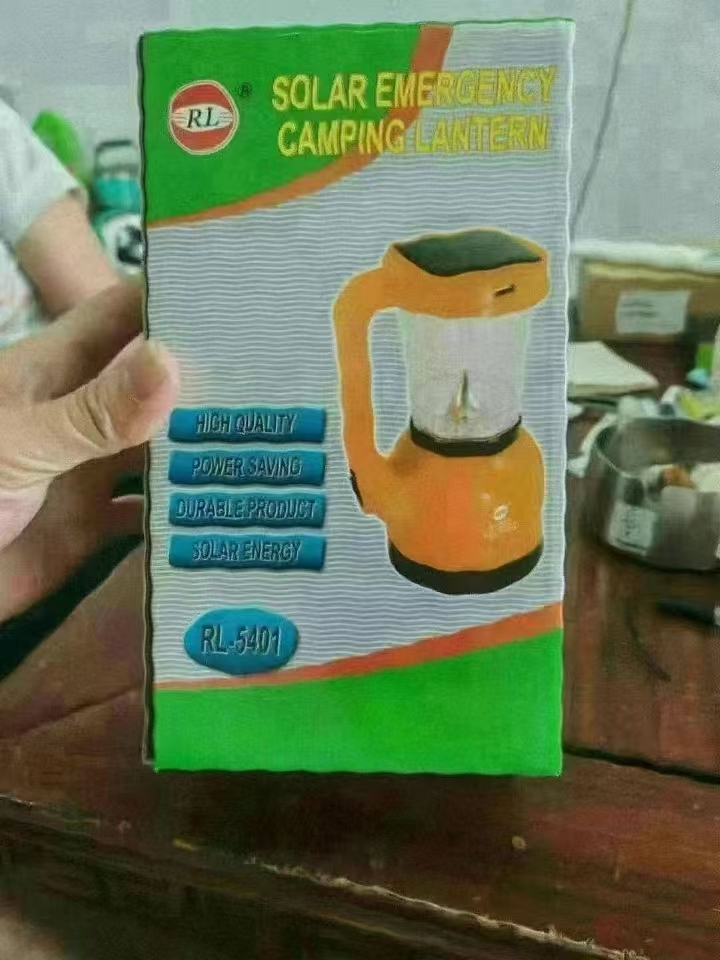 RL ®
SOLAR EMERGENCY
CAMPING LANTERN
HIGH QUALITY
POWER SAVING
DURABLE PRODUCT
SOLAR ENERGY
RL-5401